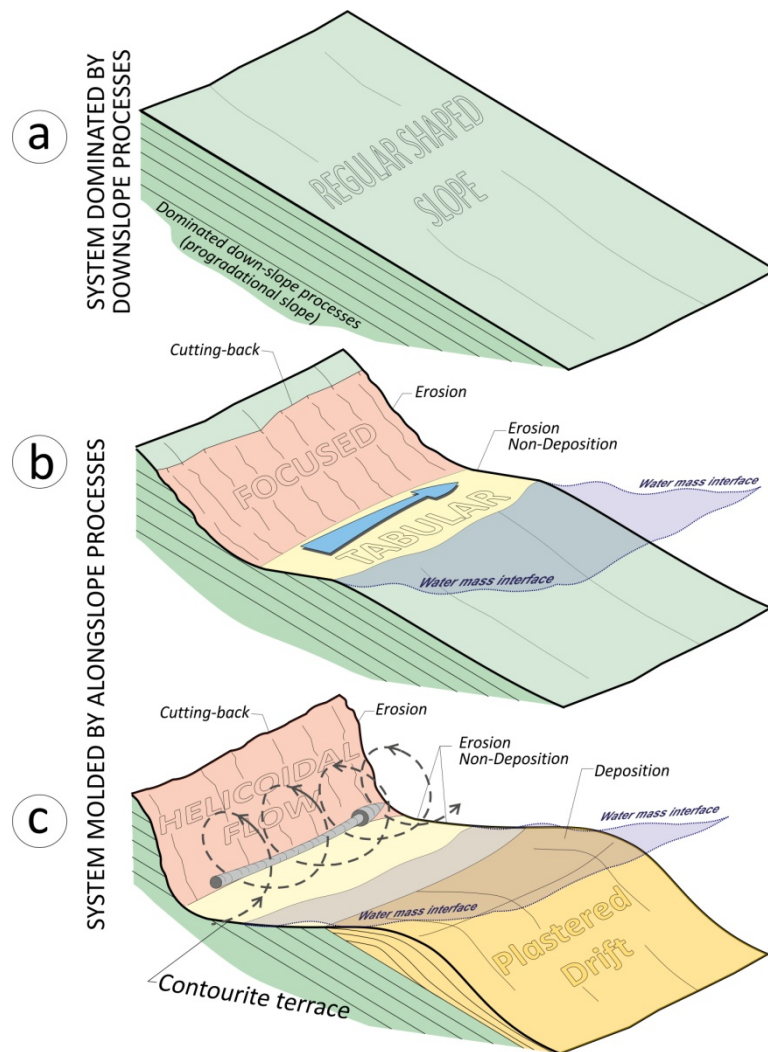 a
SYSTEM DOMINATED BY
DOWNSLOPE PROCESSES
REGULAR SHAPED
SLOPE
Dominated down-slope processes
(progradational slope)
b
SYSTEM MOLDED BY ALONGSLOPE PROCESSES
Cutting-back
Erosion
Erosion
Non-Deposition
FOCUSED
TABULAR
Water mass interface
Water mass interface
c
Cutting-back
Erosion
Erosion
Non-Deposition
Deposition
HELICOIDAL
FLOW
Water mass interface
Water mass interface
Plastered
Drift
Contourite terrace